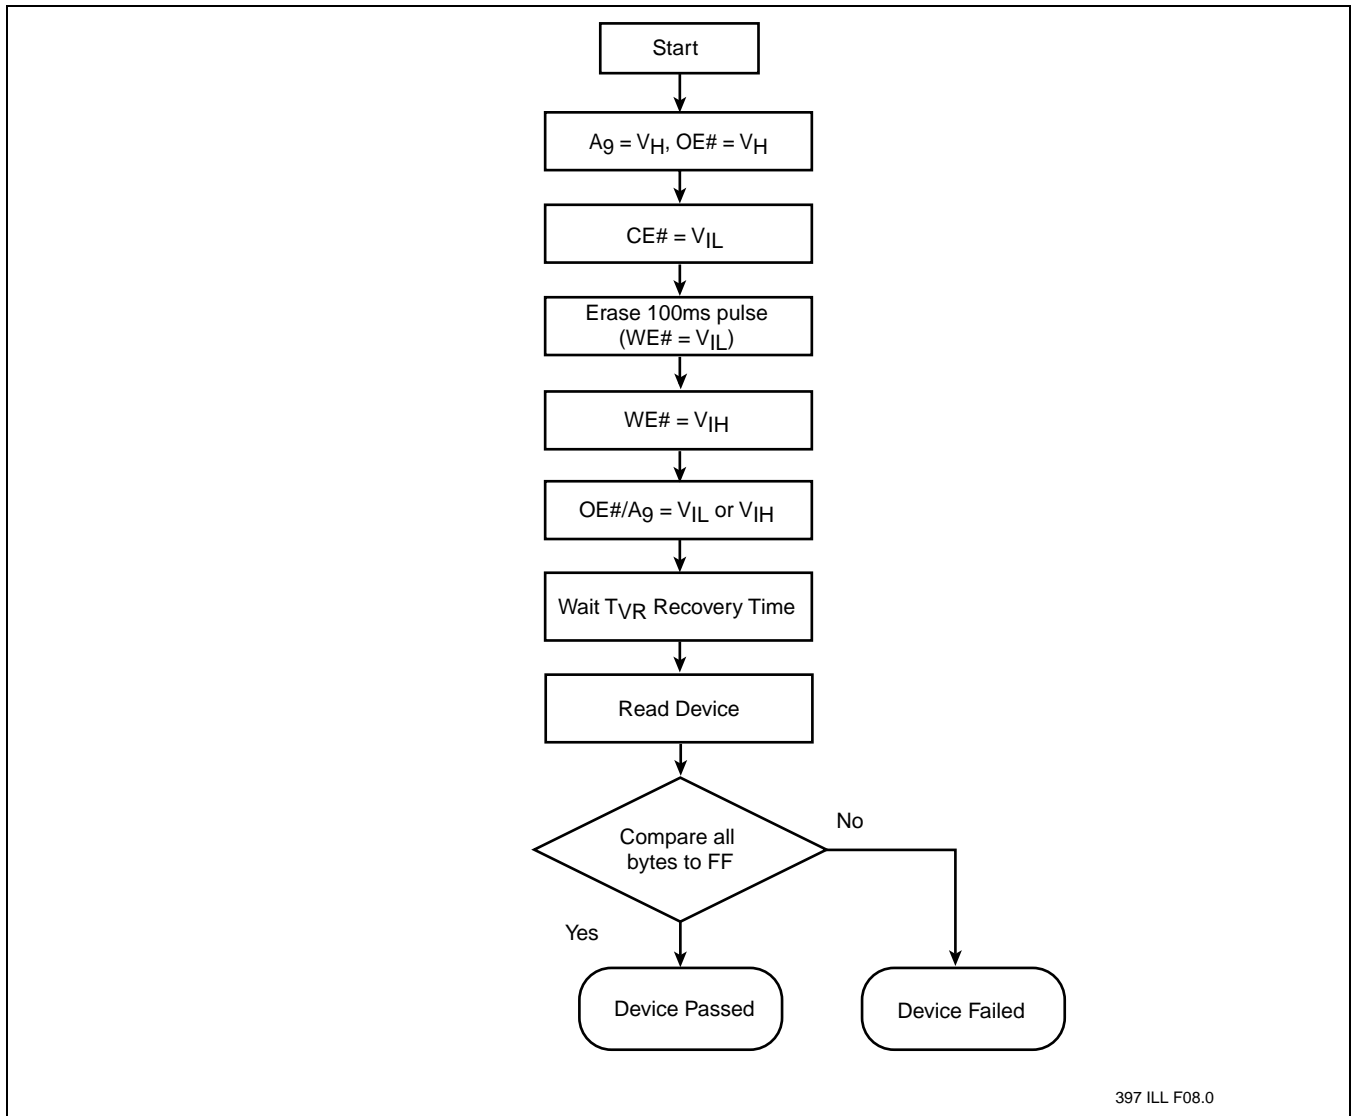 Start
A9 = VH, OE# = VH
CE# = VIL
Erase 100ms pulse
(WE# = VIL)
WE# = VIH
OE#/A9 = VIL or VIH
Wait TVR Recovery Time
Read Device
Compare all
bytes to FF
No
Yes
Device Passed
Device Failed
397 ILL F08.0